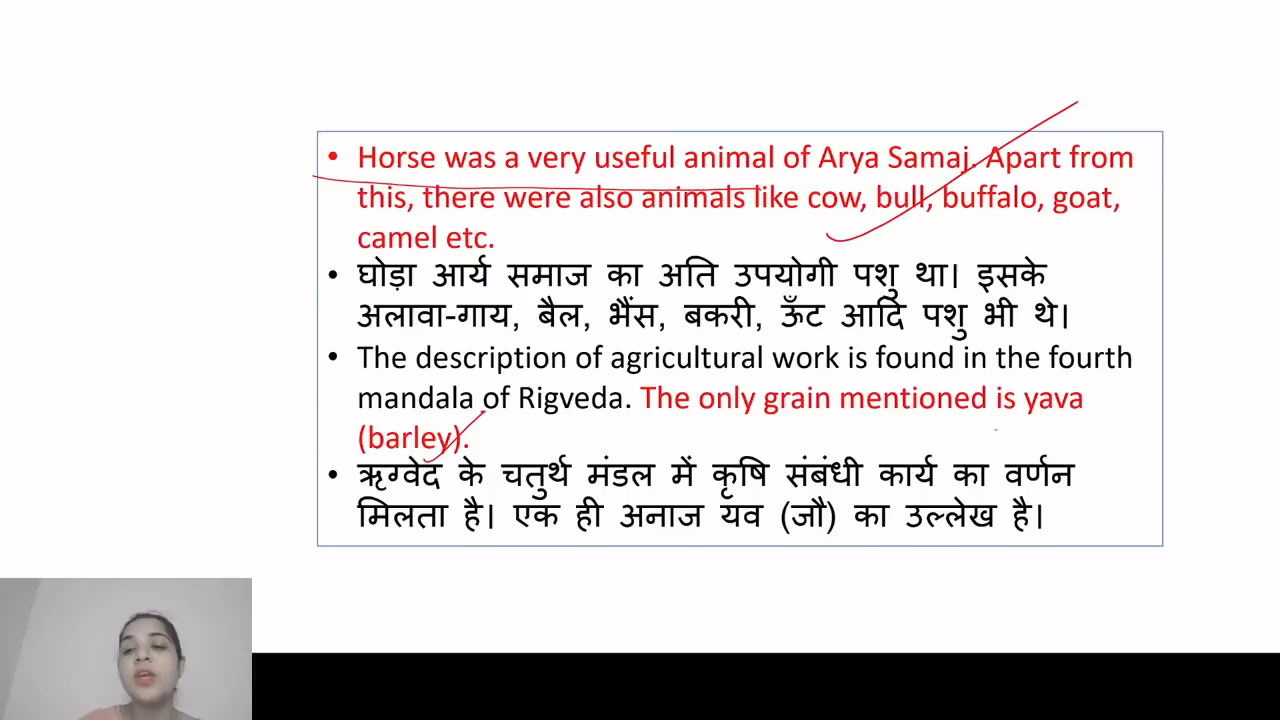 • Horse was a very useful animal of Arya Samaj. Apart from
this, there were also animals like cow, bull, buffalo, goat,
camel etc.
• घोड़ा आर्य समाज का अति उपयोगी पशु था। इसके
अलावा-गाय, बैल, भैंस, बकरी, ऊँट आदि पशु भी थे।
• The description of agricultural work is found in the fourth
mandala of Rigveda. The only grain mentioned is yava
(barley).
• ऋग्वेद के चतुर्थ मंडल में कृषि संबंधी कार्य का वर्णन
मिलता है। एक ही अनाज यव (जौ) का उल्लेख है।